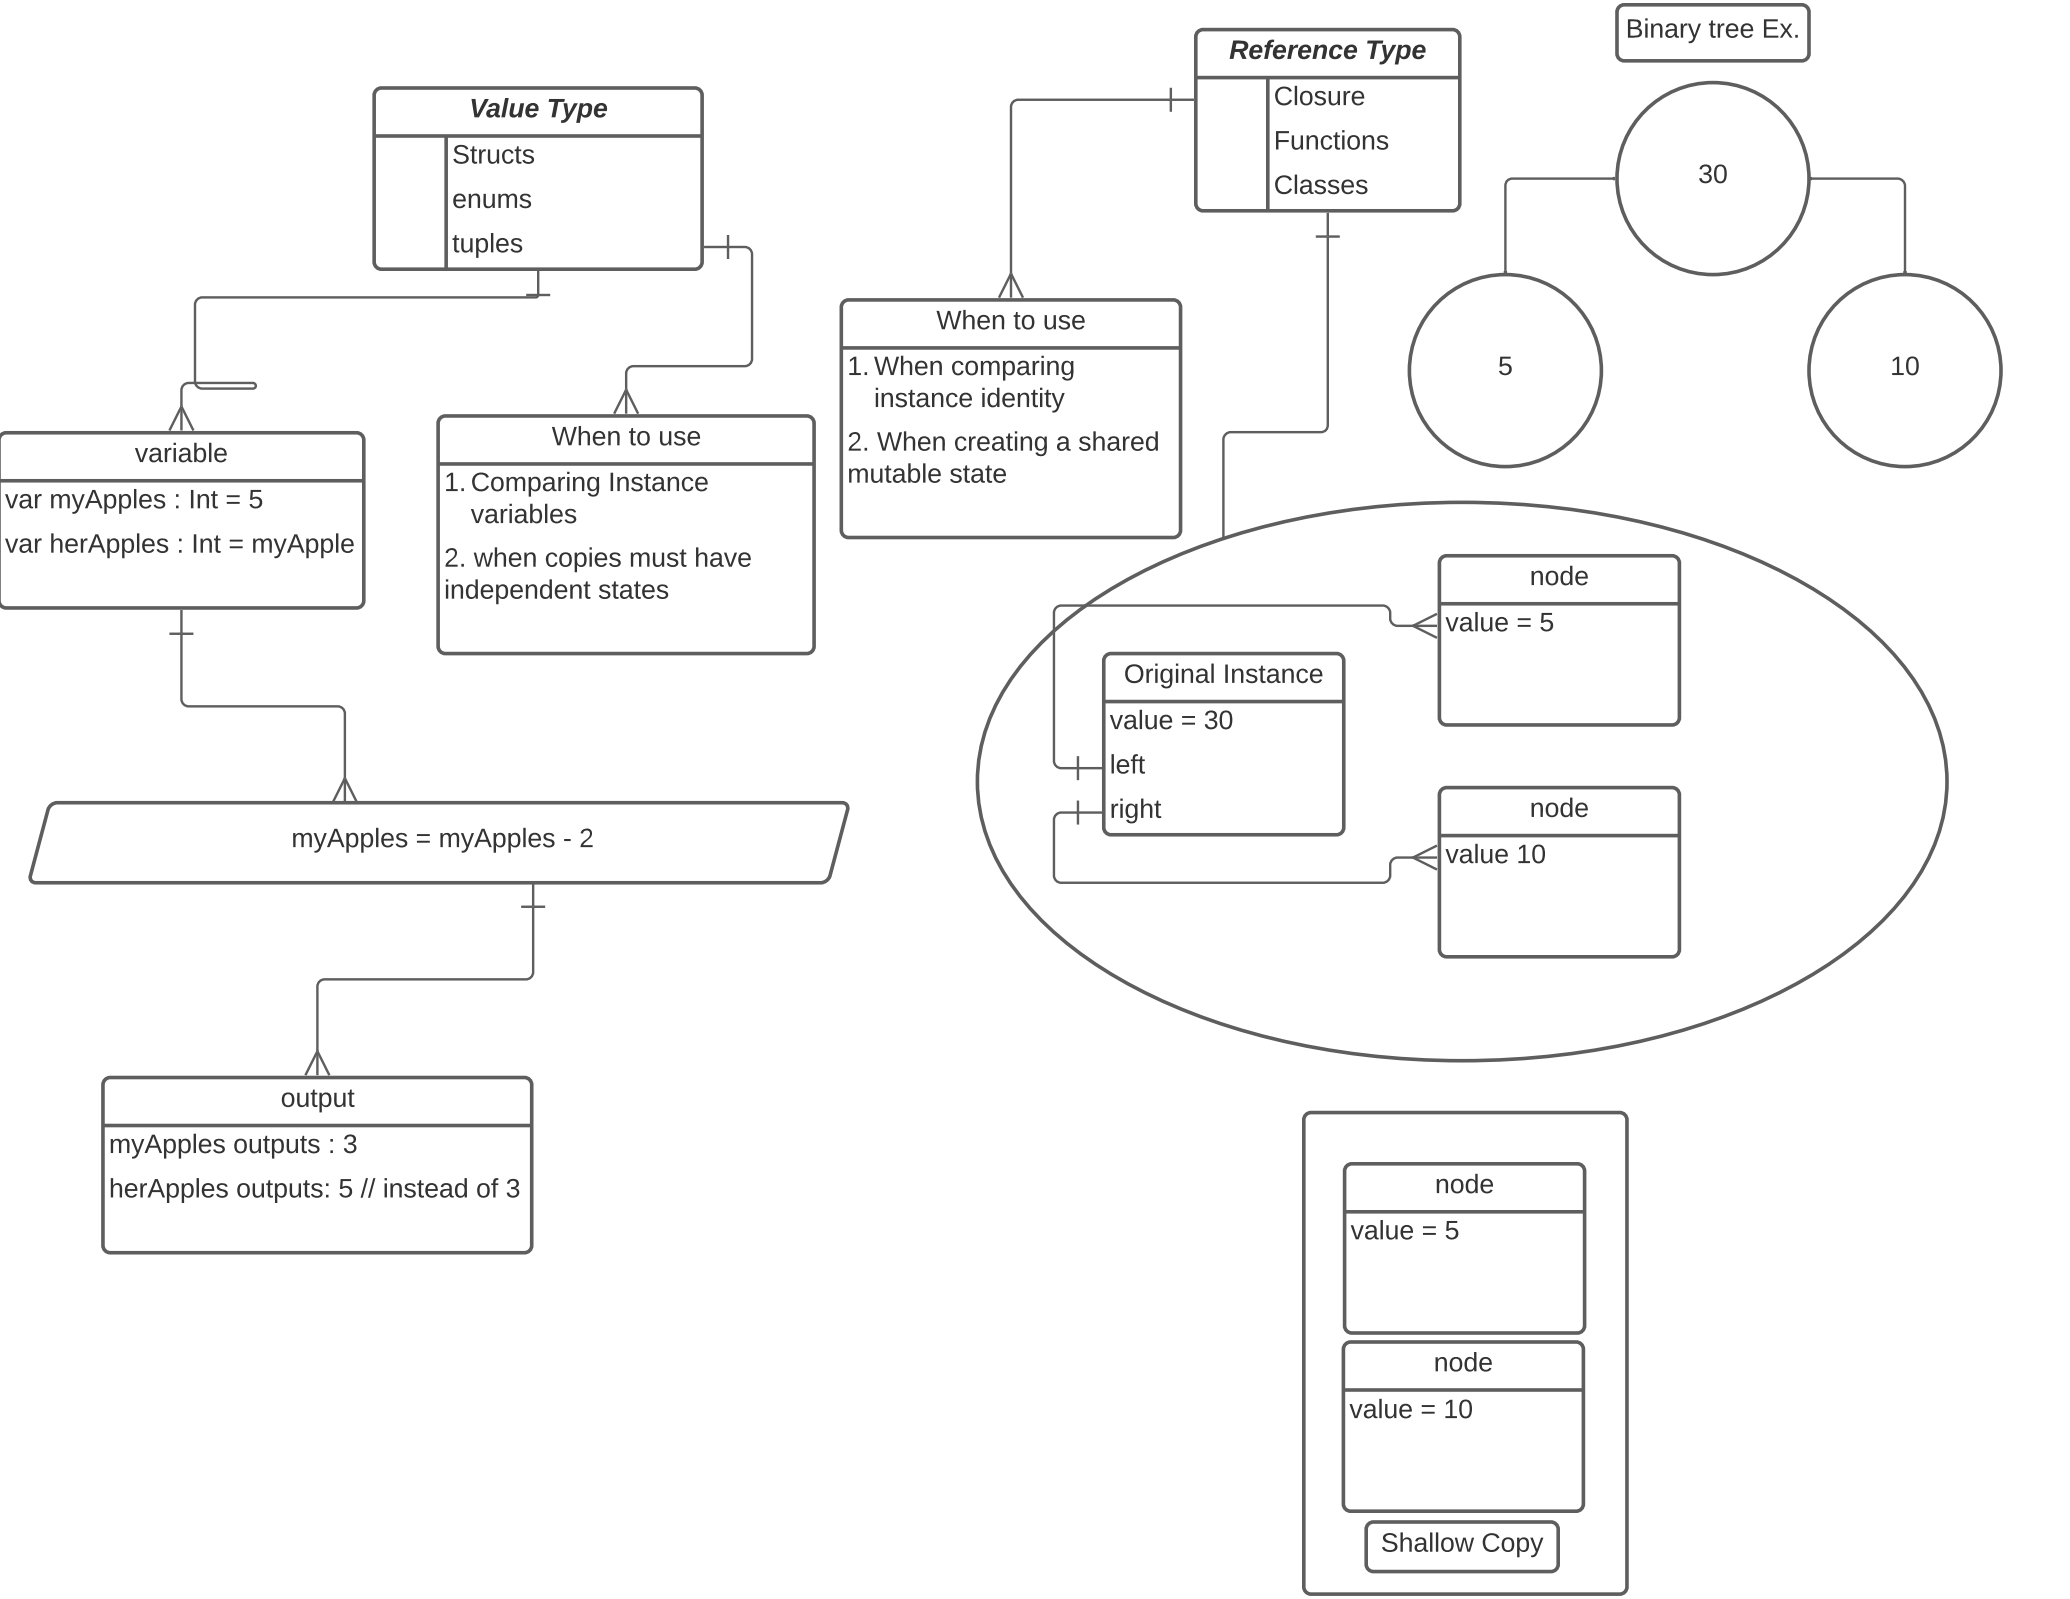 Value Type
Structs
enums
tuples
variable
var myApples : Int = 5
var herApples : Int = myApple
When to use
1. Comparing Instance
variables
2. when copies must have
independent states
myApples = myApples - 2
output
myApples outputs : 3
herApples outputs: 5 // instead of 3
Reference Type
Closure
Functions
Classes
When to use
1. When comparing
instance identity
2. When creating a shared
mutable state
Binary tree Ex.
30
5
10
Original Instance
value = 30
left
right
node
value = 5
node
value 10
node
value = 5
node
value = 10
Shallow Copy